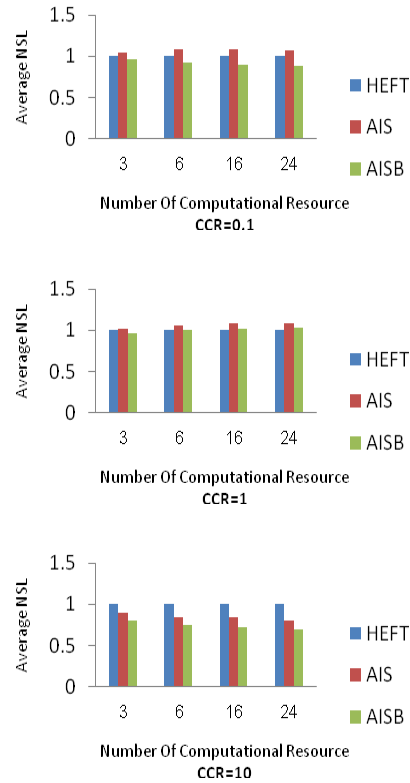 Average NSL
1.5
1
0.5
0
3 6 16 24
Number Of Computational Resource
CCR=0.1
HEFT
AIS
AISB
Average NSL
1.5
1
0.5
0
3 6 16 24
Number Of Computational Resource
CCR=1
HEFT
AIS
AISB
Average NSL
1.5
1
0.5
0
3 6 16 24
Number Of Computational Resource
CCR=10
HEFT
AIS
AISB